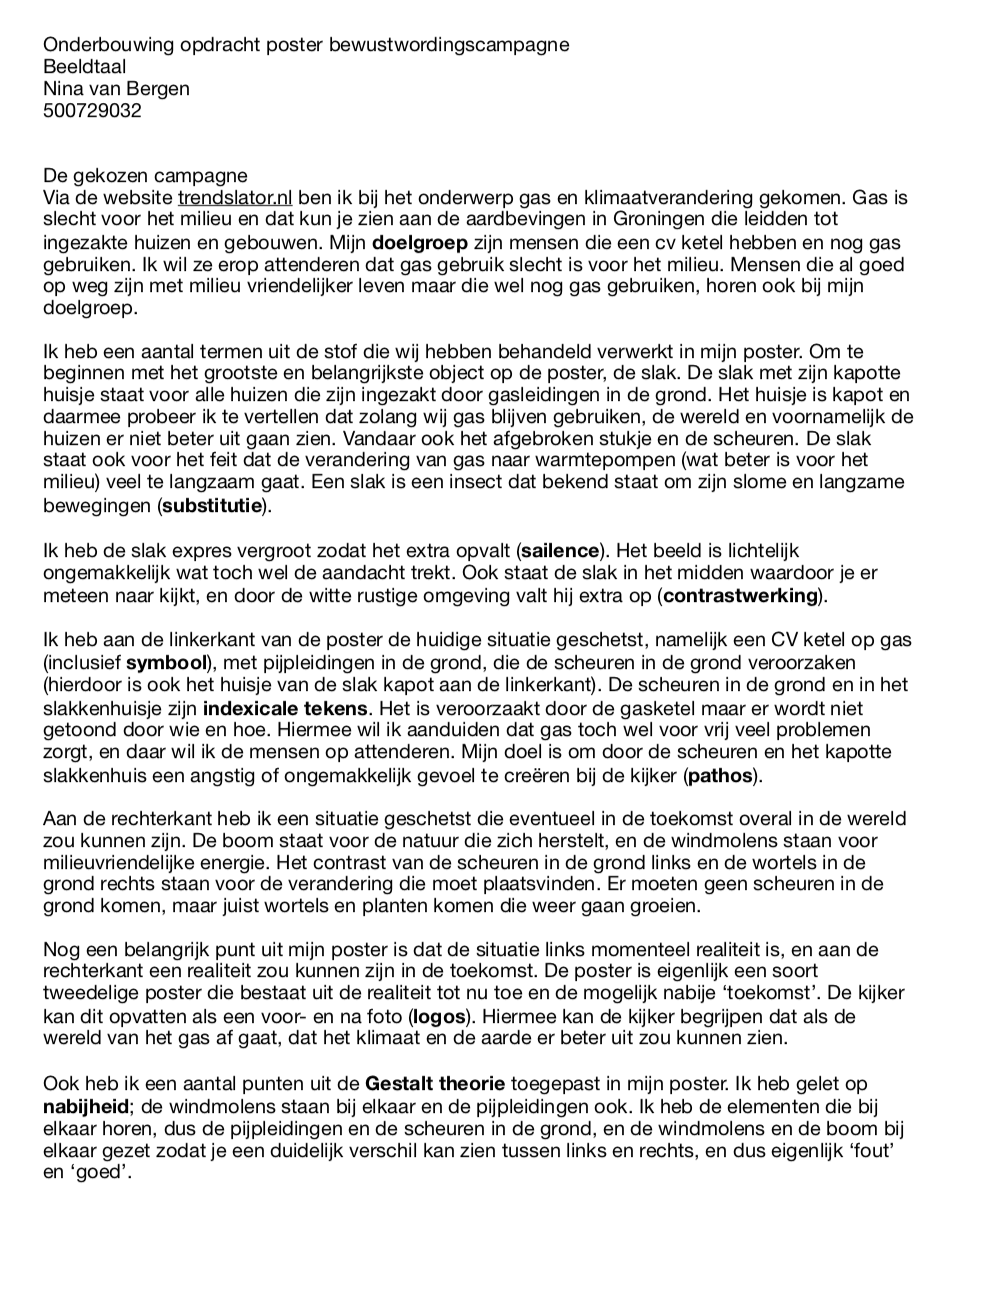 Onderbouwing opdracht poster bewustwordingscampagne
Beeldtaal
Nina van Bergen
500729032
De gekozen campagne
Via de website trendslator.nl ben ik bij het onderwerp gas en klimaatverandering gekomen. Gas is
slecht voor het milieu en dat kun je zien aan de aardbevingen in Groningen die leidden tot
ingezakte huizen en gebouwen. Mijn doelgroep zijn mensen die een cv ketel hebben en nog gas
gebruiken. Ik wil ze erop attenderen dat gas gebruik slecht is voor het milieu. Mensen die al goed
op weg zijn met milieu vriendelijker leven maar die wel nog gas gebruiken, horen ook bij mijn
doelgroep.
Ik heb een aantal termen uit de stof die wij hebben behandeld verwerkt in mijn poster. Om te
beginnen met het grootste en belangrijkste object op de poster, de slak. De slak met zijn kapotte
huisje staat voor alle huizen die zijn ingezakt door gasleidingen in de grond. Het huisje is kapot en
daarmee probeer ik te vertellen dat zolang wij gas blijven gebruiken, de wereld en voornamelijk de
huizen er niet beter uit gaan zien. Vandaar ook het afgebroken stukje en de scheuren. De slak
staat ook voor het feit dat de verandering van gas naar warmtepompen (wat beter is voor het
milieu) veel te langzaam gaat. Een slak is een insect dat bekend staat om zijn slome en langzame
bewegingen (substitutie).
Ik heb de slak expres vergroot zodat het extra opvalt (sailence). Het beeld is lichtelijk
ongemakkelijk wat toch wel de aandacht trekt. Ook staat de slak in het midden waardoor je er
meteen naar kijkt, en door de witte rustige omgeving valt hij extra op (contrastwerking).
Ik heb aan de linkerkant van de poster de huidige situatie geschetst, namelijk een CV ketel op gas
(inclusief symbool), met pijpleidingen in de grond, die de scheuren in de grond veroorzaken
(hierdoor is ook het huisje van de slak kapot aan de linkerkant). De scheuren in de grond en in het
slakkenhuisje zijn indexicale tekens. Het is veroorzaakt door de gasketel maar er wordt niet
getoond door wie en hoe. Hiermee wil ik aanduiden dat gas toch wel voor vrij veel problemen
zorgt, en daar wil ik de mensen op attenderen. Mijn doel is om door de scheuren en het kapotte
slakkenhuis een angstig of ongemakkelijk gevoel te creëren bij de kijker (pathos).
Aan de rechterkant heb ik een situatie geschetst die eventueel in de toekomst overal in de wereld
zou kunnen zijn. De boom staat voor de natuur die zich herstelt, en de windmolens staan voor
milieuvriendelijke energie. Het contrast van de scheuren in de grond links en de wortels in de
grond rechts staan voor de verandering die moet plaatsvinden. Er moeten geen scheuren in de
grond komen, maar juist wortels en planten komen die weer gaan groeien.
Nog een belangrijk punt uit mijn poster is dat de situatie links momenteel realiteit is, en aan de
rechterkant een realiteit zou kunnen zijn in de toekomst. De poster is eigenlijk een soort
tweedelige poster die bestaat uit de realiteit tot nu toe en de mogelijk nabije ‘toekomst’. De kijker
kan dit opvatten als een voor- en na foto (logos). Hiermee kan de kijker begrijpen dat als de
wereld van het gas af gaat, dat het klimaat en de aarde er beter uit zou kunnen zien.
Ook heb ik een aantal punten uit de Gestalt theorie toegepast in mijn poster. Ik heb gelet op
nabijheid; de windmolens staan bij elkaar en de pijpleidingen ook. Ik heb de elementen die bij
elkaar horen, dus de pijpleidingen en de scheuren in de grond, en de windmolens en de boom bij
elkaar gezet zodat je een duidelijk verschil kan zien tussen links en rechts, en dus eigenlijk ‘fout’
en ‘goed’.